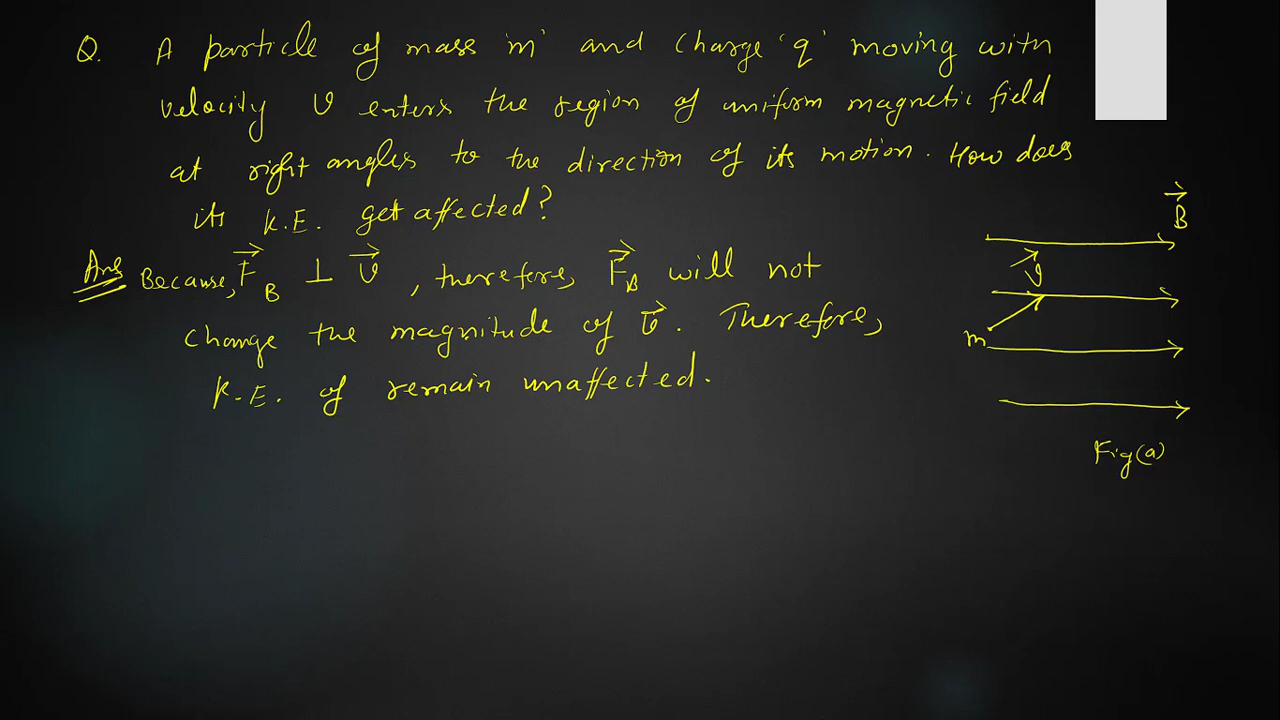 Q. A particle of mass 'm' and charge 'q' moving with
velocity v enters the region of uniform magnetic field
at right angles to the direction of its motion. How does
its K.E. get affected?
Ans Because, F⃗_B ⊥ v⃗, therefore, F⃗_B will not
change the magnitude of v⃗. Therefore,
K.E. of remain unaffected.
B⃗
v⃗
m
Fig(a)